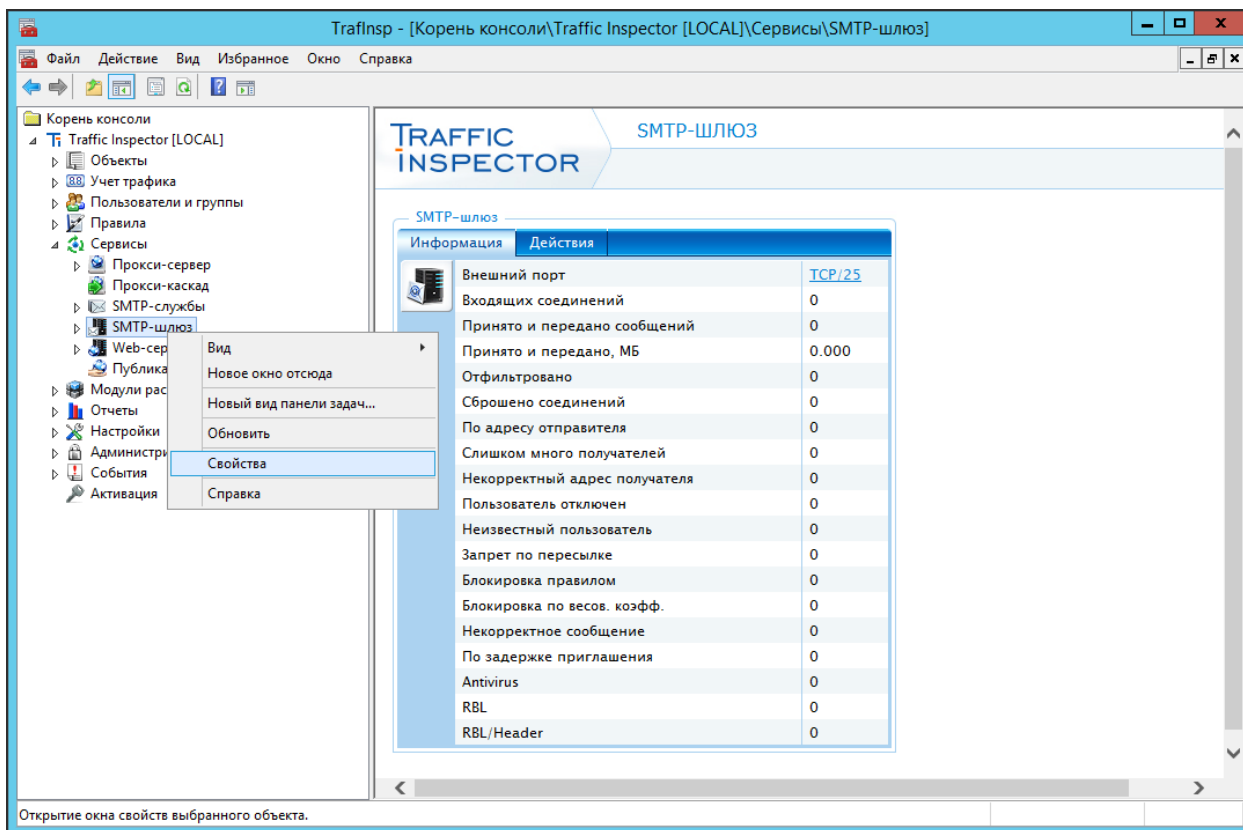 TrafInsp - [Корень консоли\Traffic Inspector [LOCAL]\Сервисы\SMTP-шлюз]
Файл Действие Вид Избранное Окно Справка
Корень консоли
Traffic Inspector [LOCAL]
Объекты
Учет трафика
Пользователи и группы
Правила
Сервисы
Прокси-сервер
Прокси-каскад
SMTP-службы
SMTP-шлюз
Web-сер
Публика
Модули рас
Отчеты
Настройки
Администри
События
Активация
Вид
Новое окно отсюда
Новый вид панели задач...
Обновить
Свойства
Справка
TRAFFIC
INSPECTOR
SMTP-ШЛЮЗ
SMTP-шлюз
Информация Действия
Внешний порт TCP/25
Входящих соединений 0
Принято и передано сообщений 0
Принято и передано, МБ 0.000
Отфильтровано 0
Сброшено соединений 0
По адресу отправителя 0
Слишком много получателей 0
Некорректный адрес получателя 0
Пользователь отключен 0
Неизвестный пользователь 0
Запрет по пересылке 0
Блокировка правилом 0
Блокировка по весов. коэфф. 0
Некорректное сообщение 0
По задержке приглашения 0
Antivirus 0
RBL 0
RBL/Header 0
Открытие окна свойств выбранного объекта.